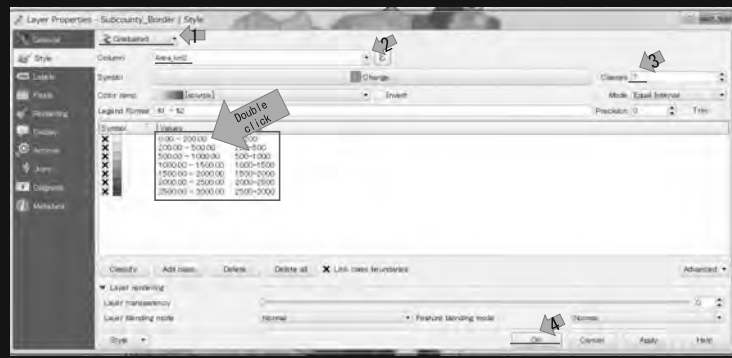 Layer Properties - Subcounty_Border | Style
General
Graduated
1
Style
Column
Area_km2
2
Labels
Symbol
Change
Classes 7
3
Fields
Color ramp
[source]
Invert
Mode Equal Interval
Rendering
Legend Format %1 - %2
Precision 0
Trim
Display
Symbol
Values
Double click
Actions
0.00 - 200.00
200.00 - 500.00
Joins
500.00 - 1000.00 500-1000
1000.00 - 1500.00 1000-1500
Diagrams
1500.00 - 2000.00 1500-2000
2000.00 - 2500.00 2000-2500
Metadata
2500.00 - 3000.00 2500-3000
Classify
Add class
Delete
Delete all
Link class boundaries
Advanced
Layer rendering
Layer transparency
0
Layer blending mode
Normal
Feature blending mode
Normal
4
Style
OK
Cancel
Apply
Help